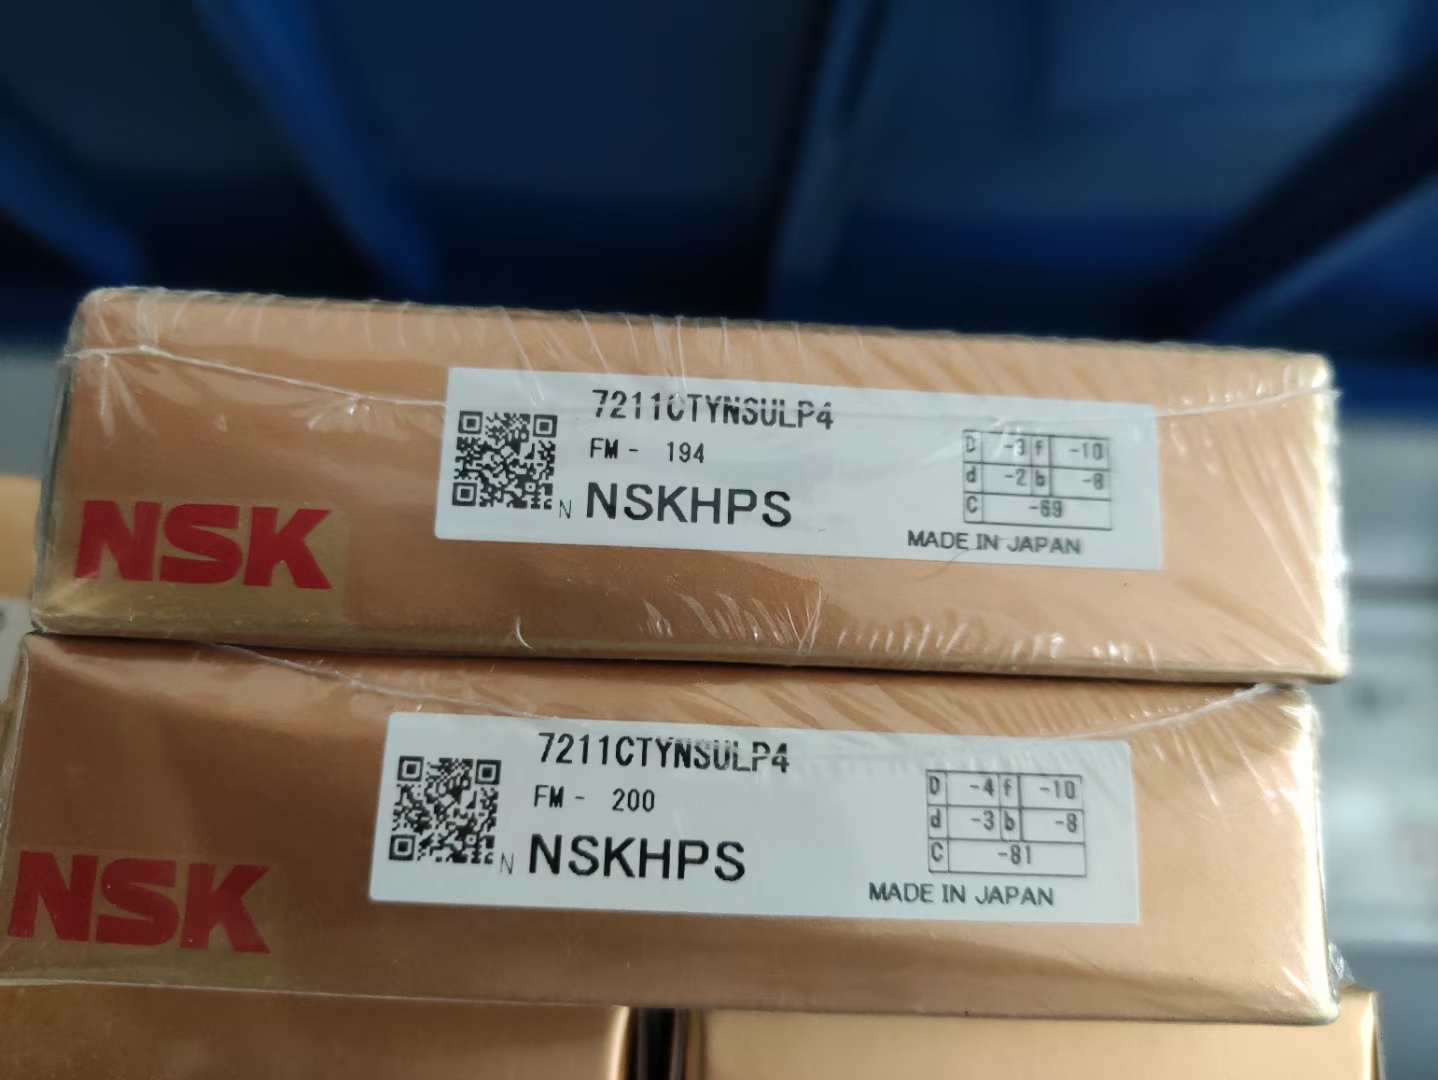 7211CTYNSULP4
FM - 194
N NSKHPS
D -3 f -10
d -2 b -8
C -69
MADE IN JAPAN
NSK
7211CTYNSULP4
FM - 200
N NSKHPS
D -4 f -10
d -3 b -8
C -81
MADE IN JAPAN
NSK